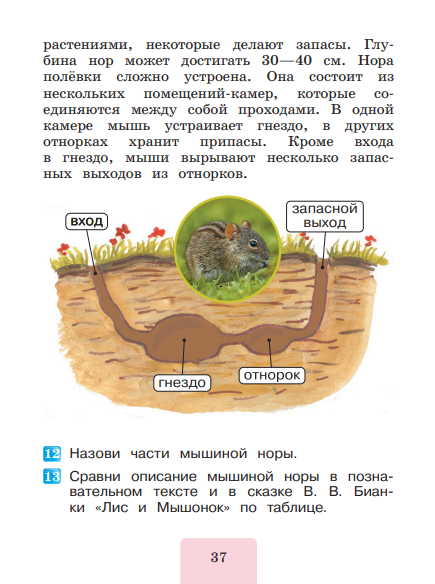 растениями, некоторые делают запасы. Глу-
бина нор может достигать 30—40 см. Нора
полёвки сложно устроена. Она состоит из
нескольких помещений-камер, которые со-
единяются между собой проходами. В одной
камере мышь устраивает гнездо, в других
отнорках хранит припасы. Кроме входа
в гнездо, мыши вырывают несколько запас-
ных выходов из отнорков.
вход
запасной
выход
гнездо
отнорок
12 Назови части мышиной норы.
13 Сравни описание мышиной норы в позна-
вательном тексте и в сказке В. В. Биан-
ки «Лис и Мышонок» по таблице.
37